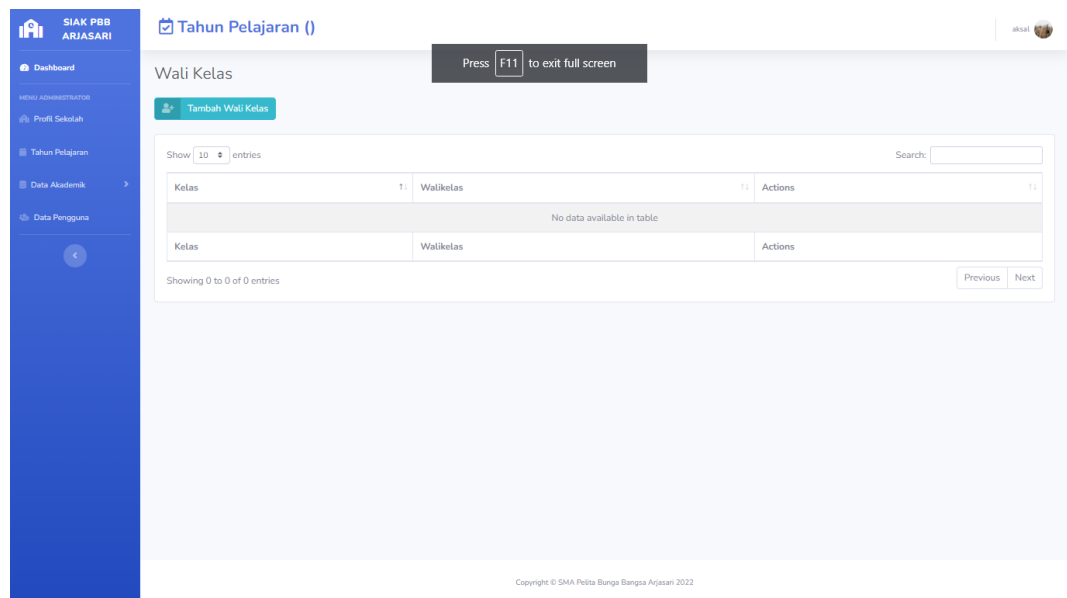 SIAK PBB
ARJASARI
Tahun Pelajaran ()
aksal
Press F11 to exit full screen
Dashboard
MENU ADMINISTRATOR
Profil Sekolah
Tahun Pelajaran
Data Akademik
Data Pengguna
Wali Kelas
Tambah Wali Kelas
Show 10 entries
Search:
Kelas Walikelas Actions
No data available in table
Kelas Walikelas Actions
Showing 0 to 0 of 0 entries
Previous Next
Copyright © SMA Pelita Bunga Bangsa Arjasari 2022